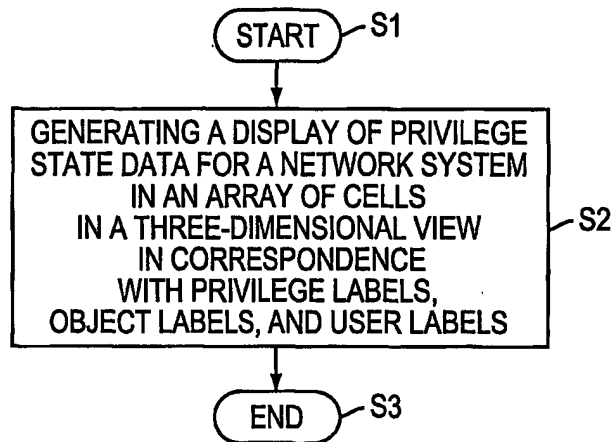 START S1
GENERATING A DISPLAY OF PRIVILEGE
STATE DATA FOR A NETWORK SYSTEM
IN AN ARRAY OF CELLS
IN A THREE-DIMENSIONAL VIEW
IN CORRESPONDENCE
WITH PRIVILEGE LABELS,
OBJECT LABELS, AND USER LABELS
S2
END S3